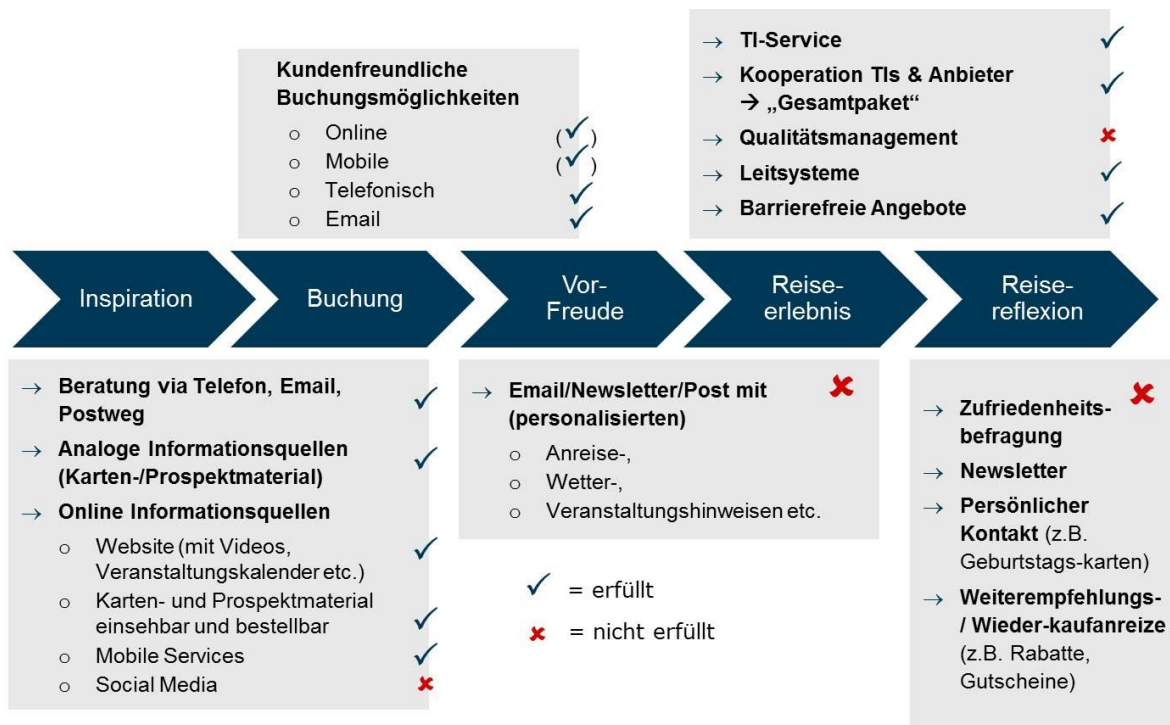 Kundenfreundliche
Buchungsmöglichkeiten
o Online (✓)
o Mobile (✓)
o Telefonisch ✓
o Email ✓
→ TI-Service ✓
→ Kooperation TIs & Anbieter
→ „Gesamtpaket“ ✓
→ Qualitätsmanagement ✘
→ Leitsysteme ✓
→ Barrierefreie Angebote ✓
Inspiration
Buchung
Vor-
Freude
Reise-
erlebnis
Reise-
reflexion
→ Beratung via Telefon, Email,
Postweg ✓
→ Analoge Informationsquellen
(Karten-/Prospektmaterial) ✓
→ Online Informationsquellen
o Website (mit Videos,
Veranstaltungskalender etc.) ✓
o Karten- und Prospektmaterial
einsehbar und bestellbar ✓
o Mobile Services ✓
o Social Media ✘
→ Email/Newsletter/Post mit ✘
(personalisierten)
o Anreise-,
o Wetter-,
o Veranstaltungshinweisen etc.
✓ = erfüllt
✘ = nicht erfüllt
→ Zufriedenheits- ✘
befragung
→ Newsletter
→ Persönlicher
Kontakt (z.B.
Geburtstags-karten)
→ Weiterempfehlungs-
/ Wieder-kaufanreize
(z.B. Rabatte,
Gutscheine)